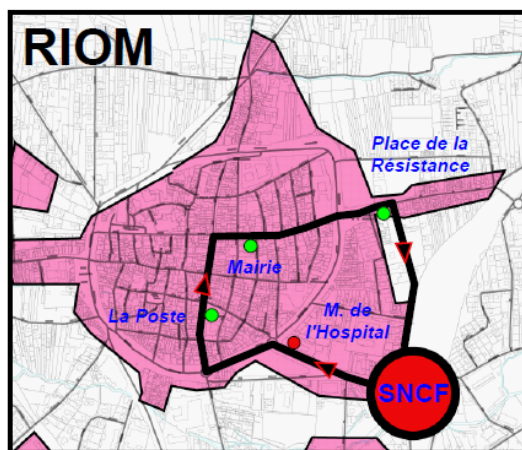 RIOM
Place de la
Résistance
Mairie
La Poste
M. de
l'Hospital
SNCF